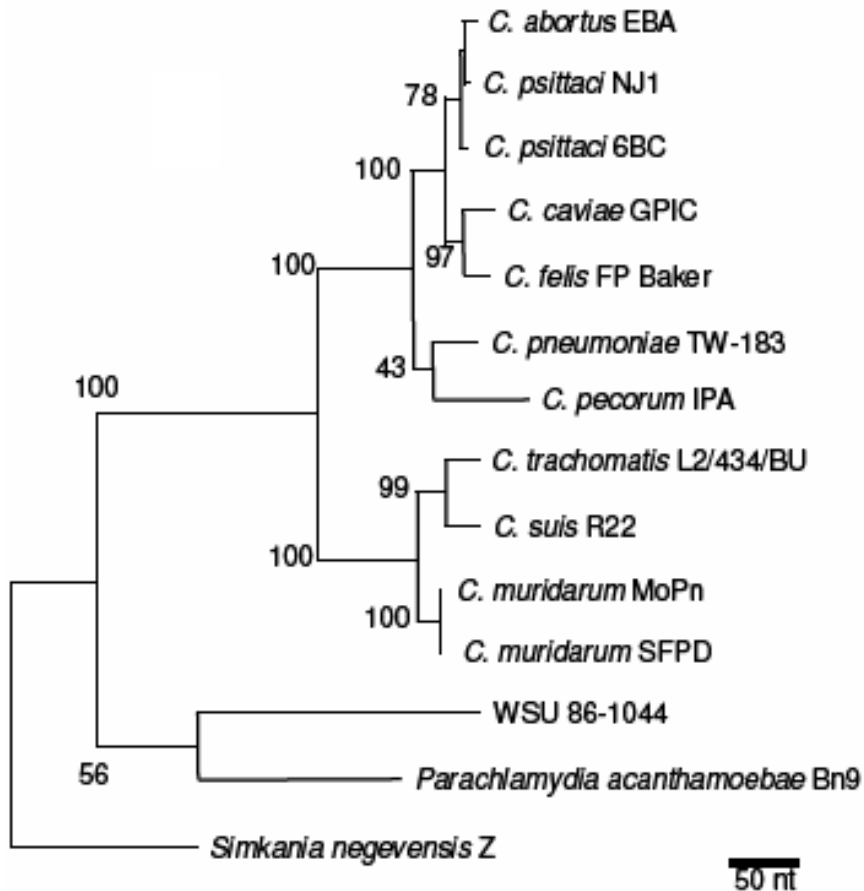 C. abortus EBA
78
C. psittaci NJ1
C. psittaci 6BC
100
C. caviae GPIC
97
100
C. felis FP Baker
C. pneumoniae TW-183
43
100
C. pecorum IPA
C. trachomatis L2/434/BU
99
C. suis R22
100
C. muridarum MoPn
100
C. muridarum SFPD
WSU 86-1044
56
Parachlamydia acanthamoebae Bn9
Simkania negevensis Z
50 nt